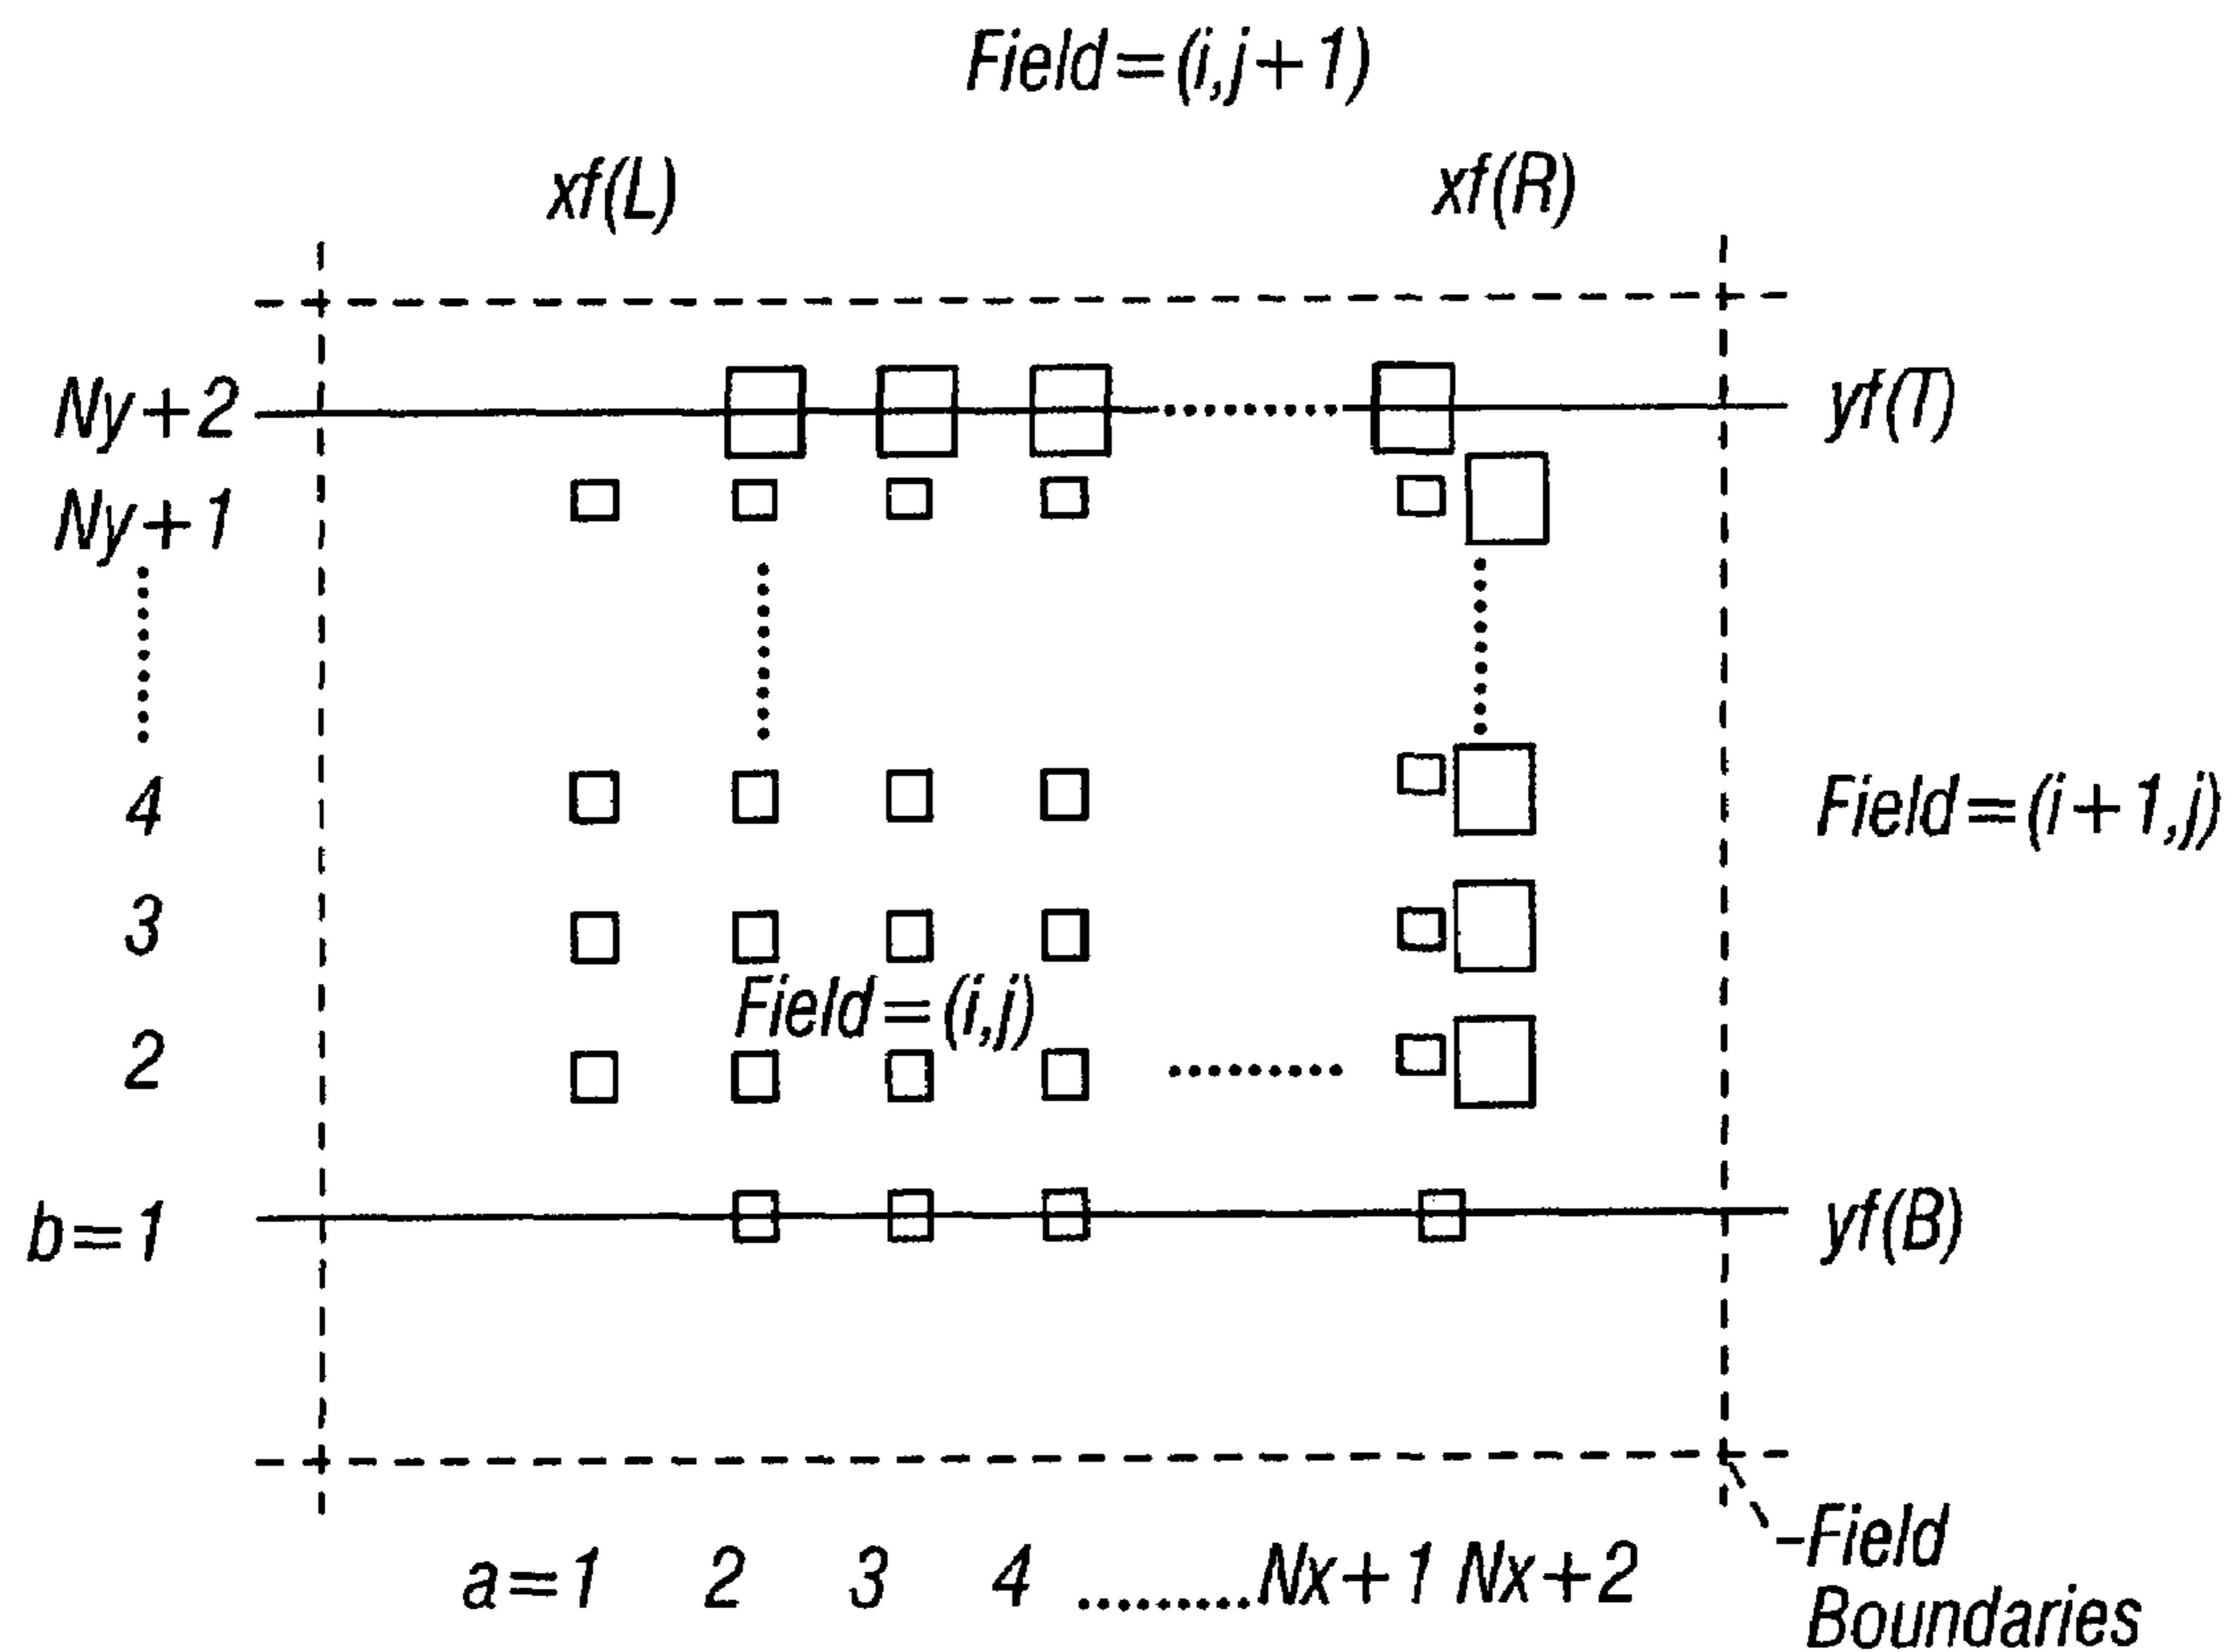 Field=(i,j+1)
xf(L)
xf(R)
Ny+2
yf(T)
Ny+1
4
Field=(i+1,j)
3
Field=(i,j)
2
b=1
yf(B)
a=1 2 3 4 .........Nx+1 Nx+2
Field
Boundaries